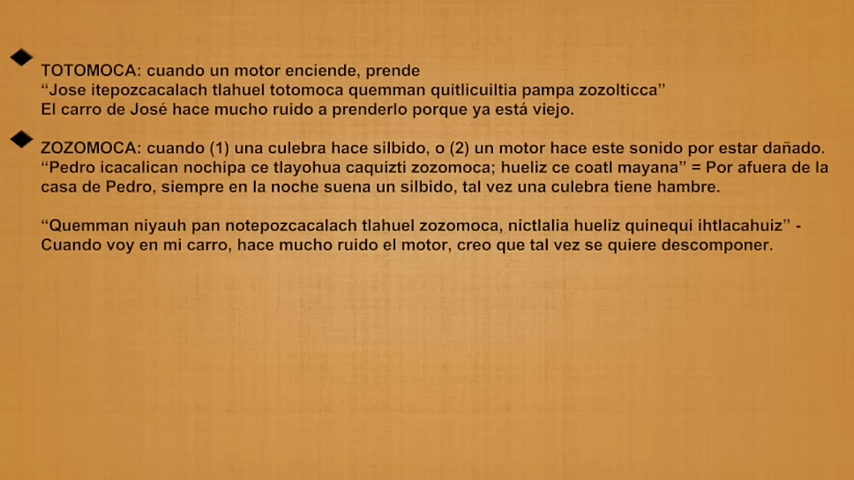 TOTOMOCA: cuando un motor enciende, prende
“Jose itepozcacalach tlahuel totomoca quemman quitlicuiltia pampa zozolticca”
El carro de José hace mucho ruido a prenderlo porque ya está viejo.
ZOZOMOCA: cuando (1) una culebra hace silbido, o (2) un motor hace este sonido por estar dañado.
“Pedro icacalican nochipa ce tlayohua caquizti zozomoca; hueliz ce coatl mayana” = Por afuera de la
casa de Pedro, siempre en la noche suena un silbido, tal vez una culebra tiene hambre.
“Quemman niyauh pan notepozcacalach tlahuel zozomoca, nictlalia hueliz quinequi ihtlacahuiz” -
Cuando voy en mi carro, hace mucho ruido el motor, creo que tal vez se quiere descomponer.